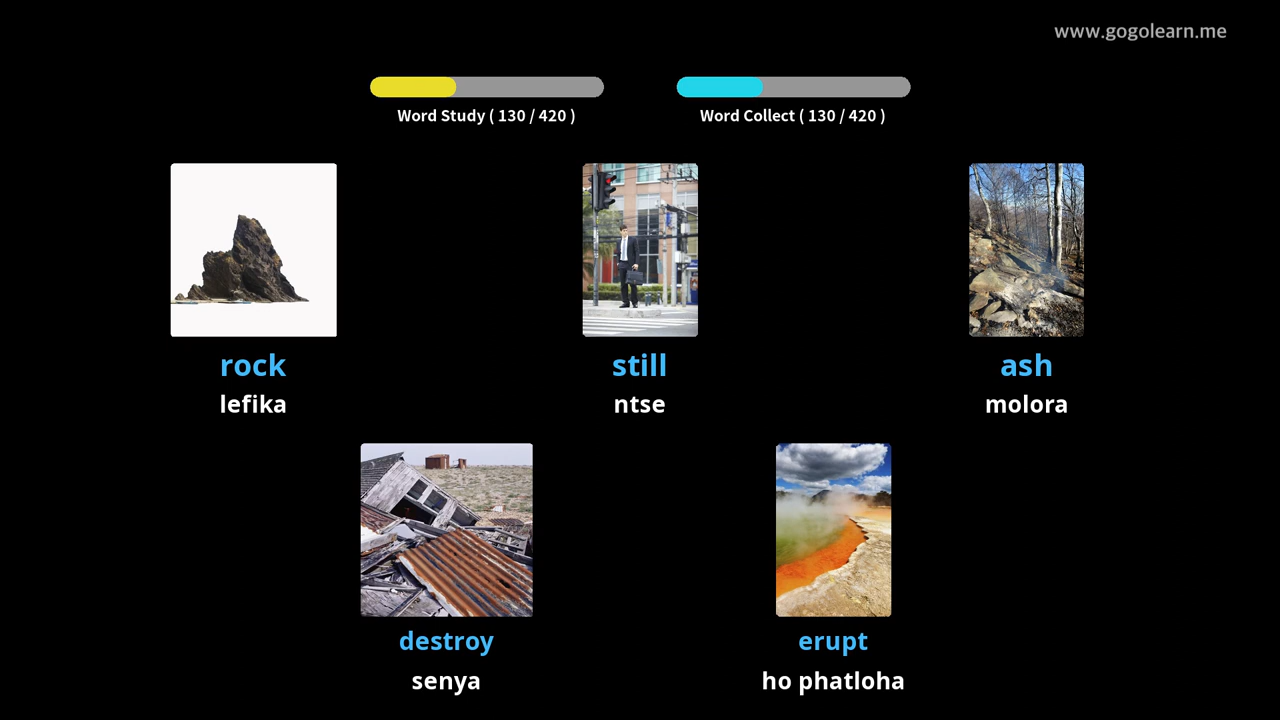 www.gogolearn.me
Word Study ( 130 / 420 )
Word Collect ( 130 / 420 )
rock
lefika
still
ntse
ash
molora
destroy
senya
erupt
ho phatloha